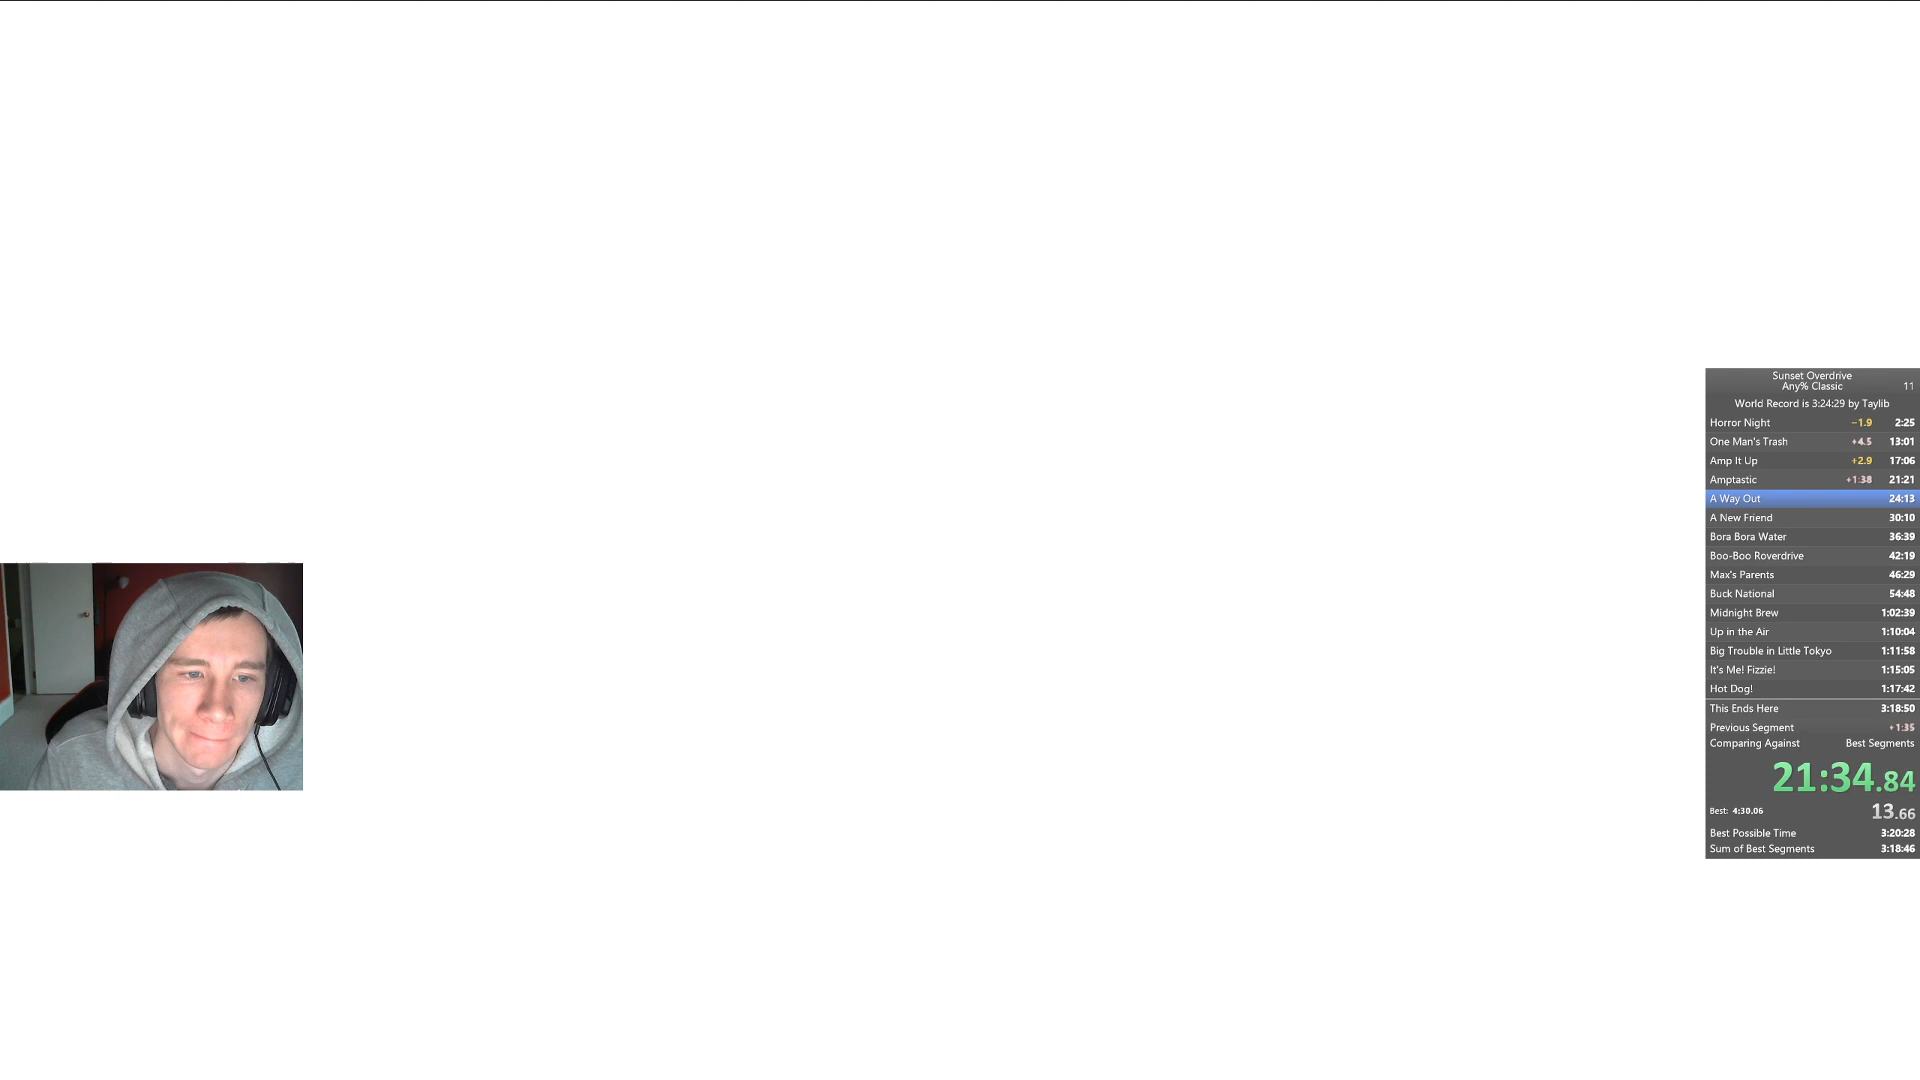 Sunset Overdrive
Any% Classic 11
World Record is 3:24:29 by Taylib
Horror Night −1.9 2:25
One Man's Trash +4.5 13:01
Amp It Up +2.9 17:06
Amptastic +1:38 21:21
A Way Out 24:13
A New Friend 30:10
Bora Bora Water 36:39
Boo-Boo Roverdrive 42:19
Max's Parents 46:29
Buck National 54:48
Midnight Brew 1:02:39
Up in the Air 1:10:04
Big Trouble in Little Tokyo 1:11:58
It's Me! Fizzie! 1:15:05
Hot Dog! 1:17:42
This Ends Here 3:18:50
Previous Segment +1:35
Comparing Against Best Segments
21:34.84
Best: 4:30.06 13.66
Best Possible Time 3:20:28
Sum of Best Segments 3:18:46